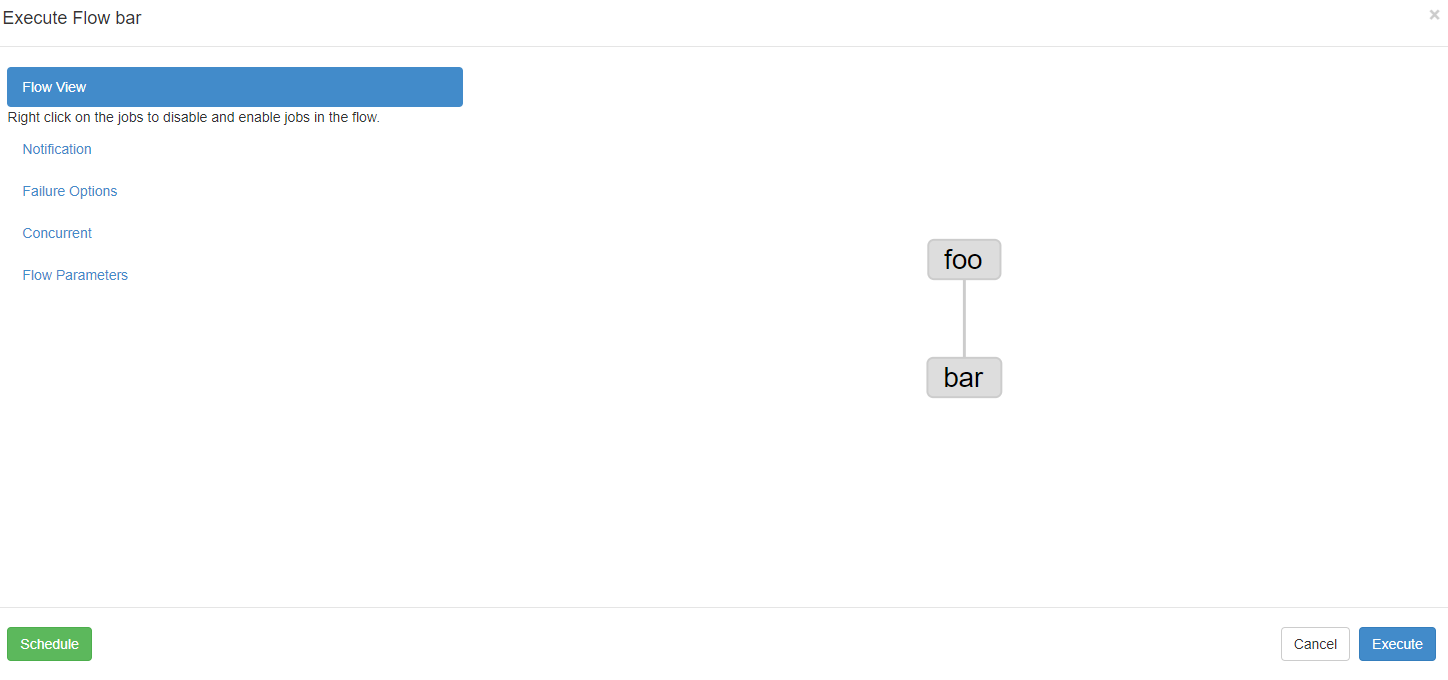 Execute Flow bar
×
Flow View
Right click on the jobs to disable and enable jobs in the flow.
Notification
Failure Options
Concurrent
Flow Parameters
foo
bar
Schedule
Cancel
Execute